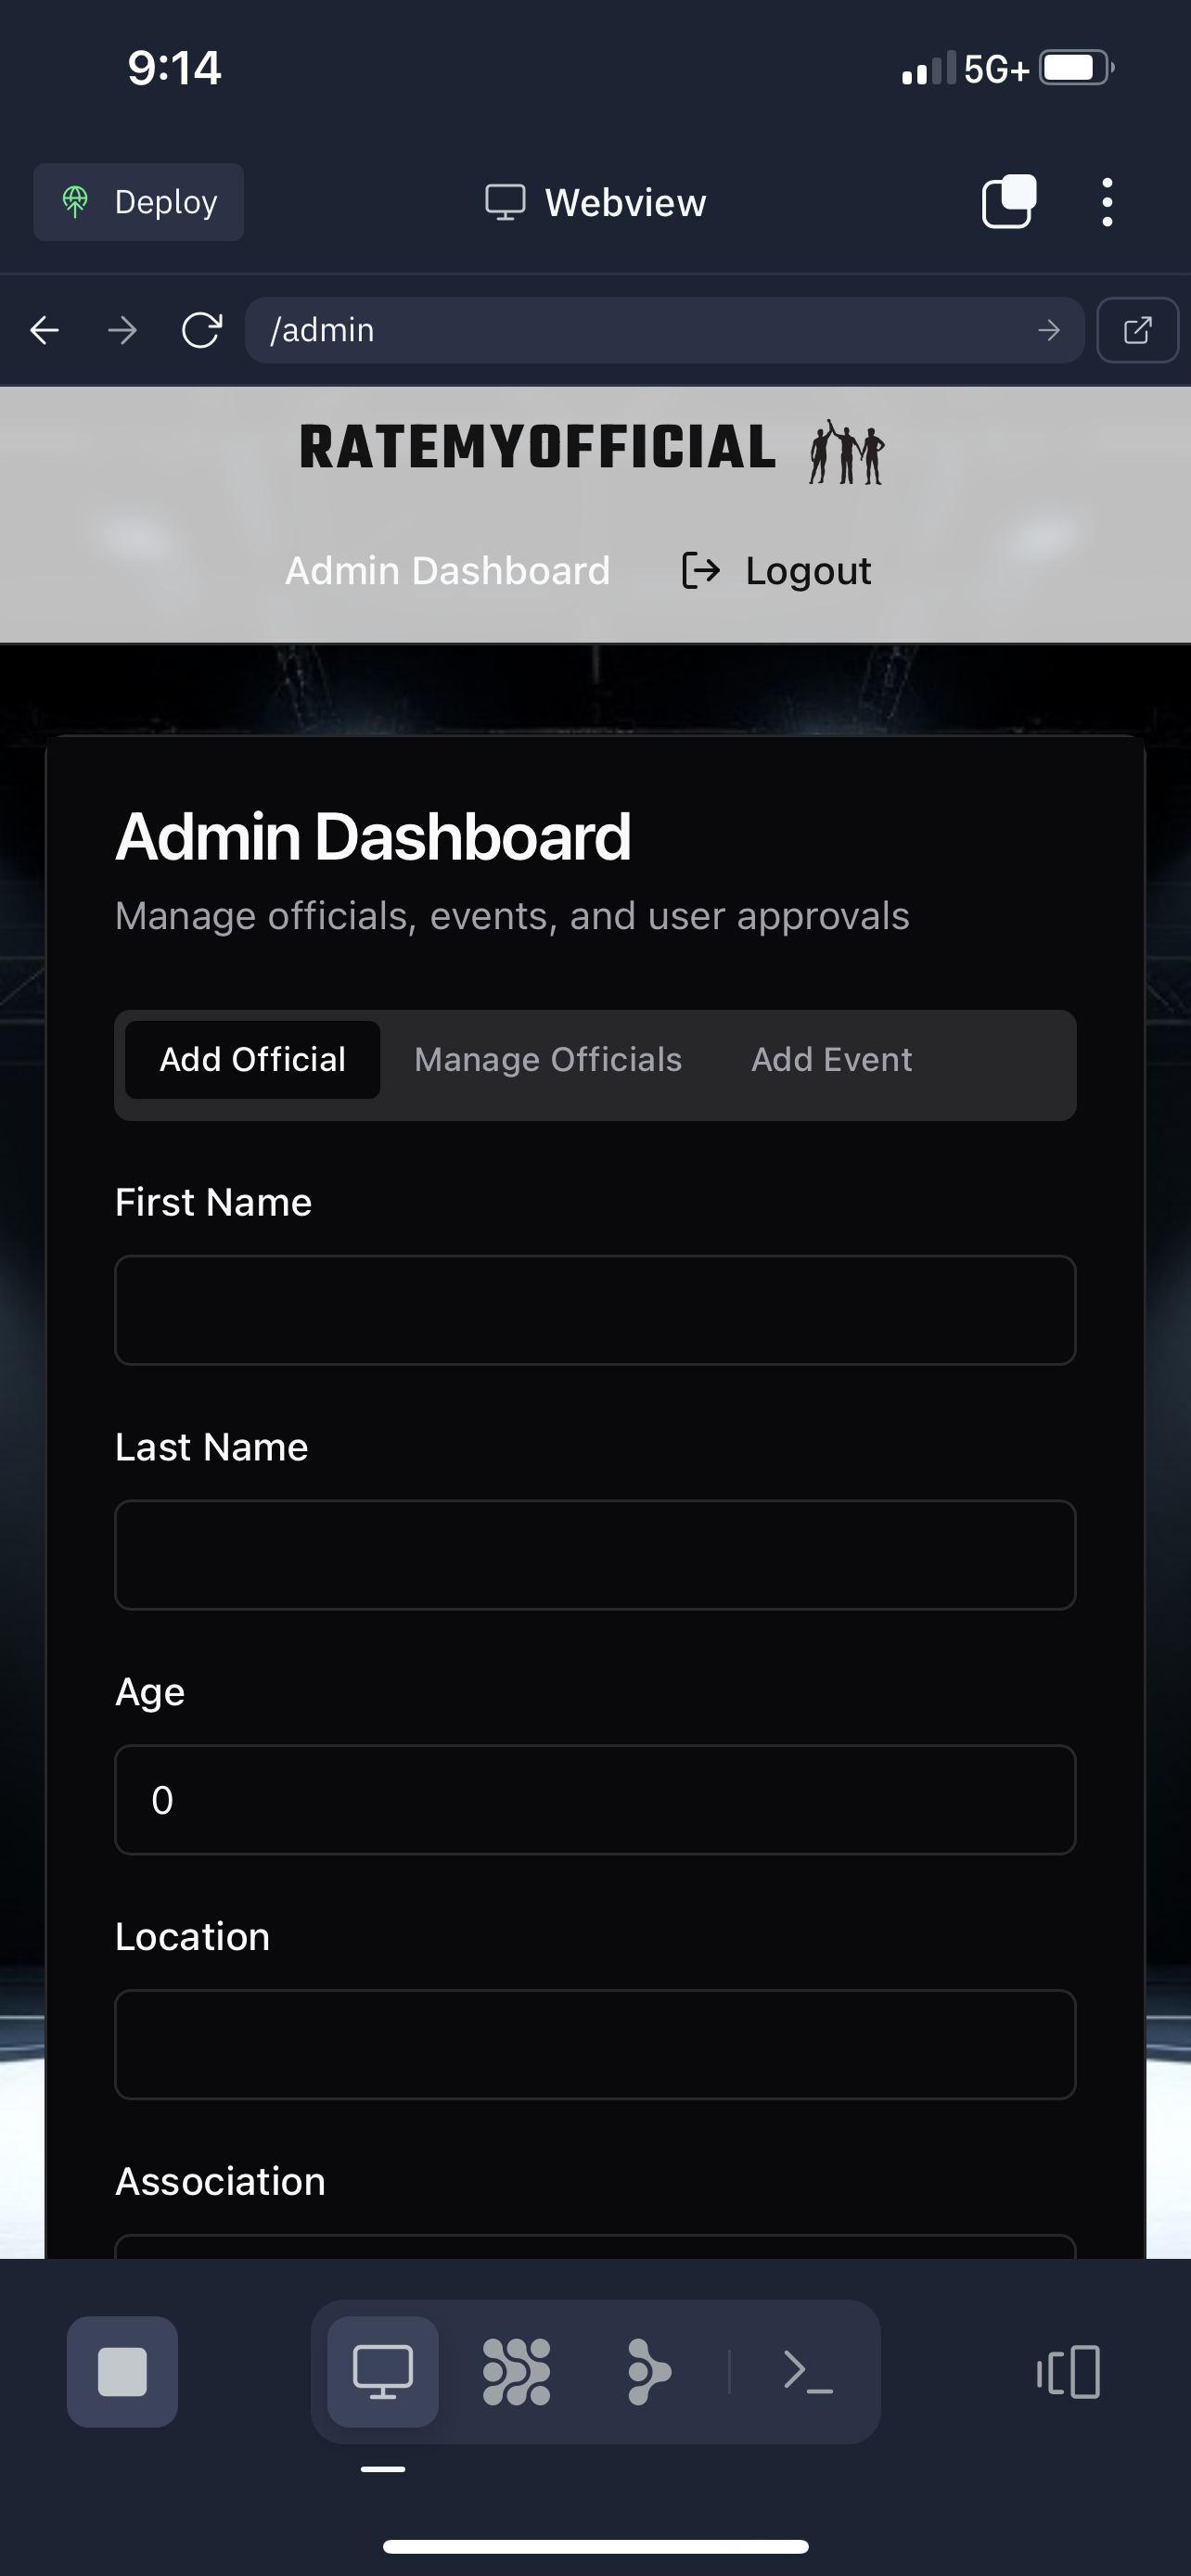 9:14
5G+
Deploy
Webview
/admin
RATEMYOFFICIAL
Admin Dashboard
Logout
Admin Dashboard
Manage officials, events, and user approvals
Add Official
Manage Officials
Add Event
First Name
Last Name
Age
0
Location
Association